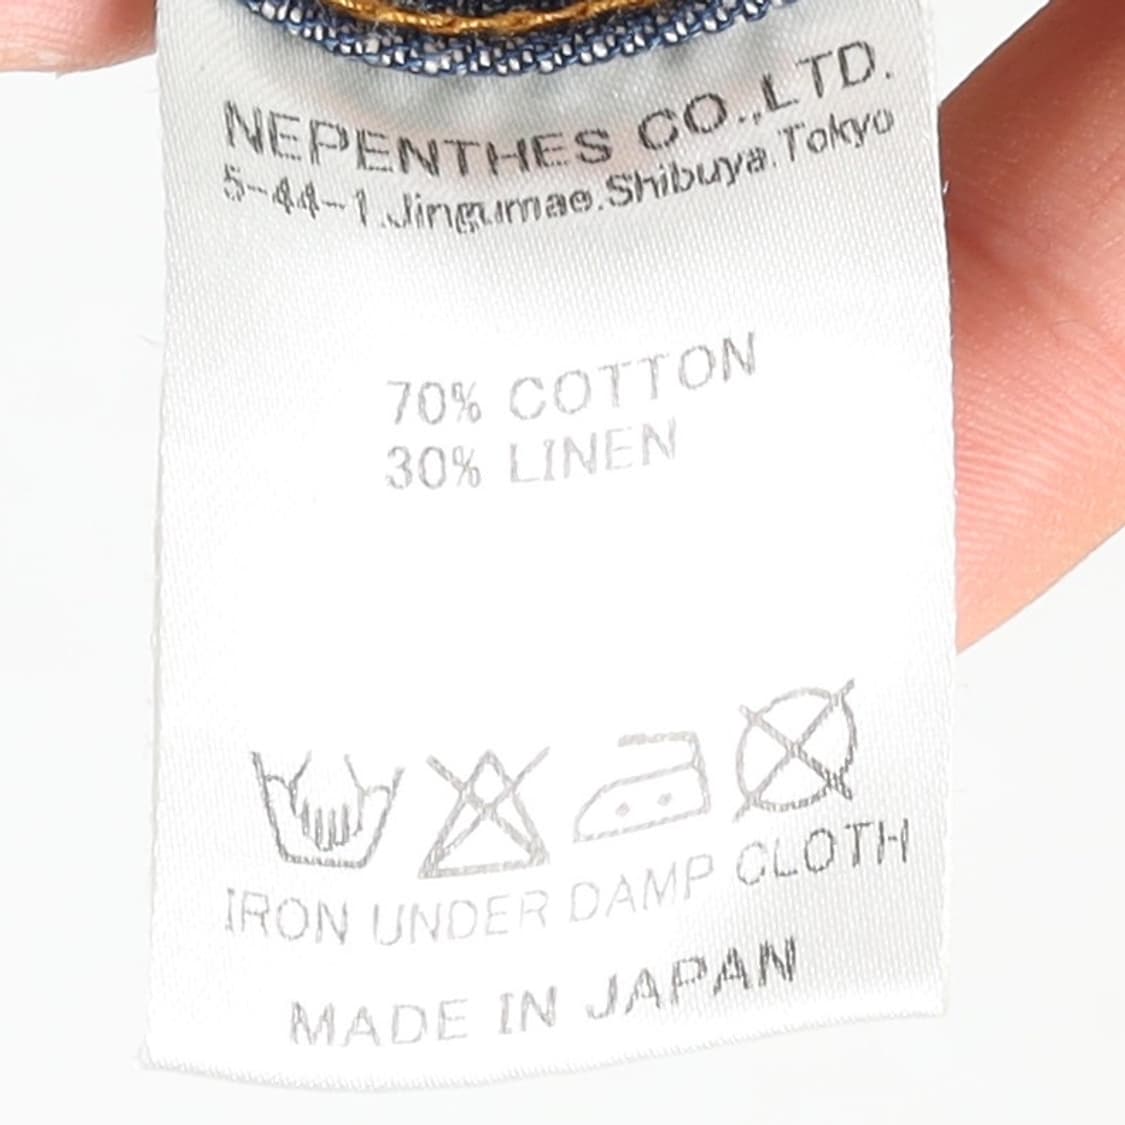 NEPENTHES CO.,LTD.
5-44-1.Jingumae.Shibuya.Tokyo
70% COTTON
30% LINEN
IRON UNDER DAMP CLOTH
MADE IN JAPAN